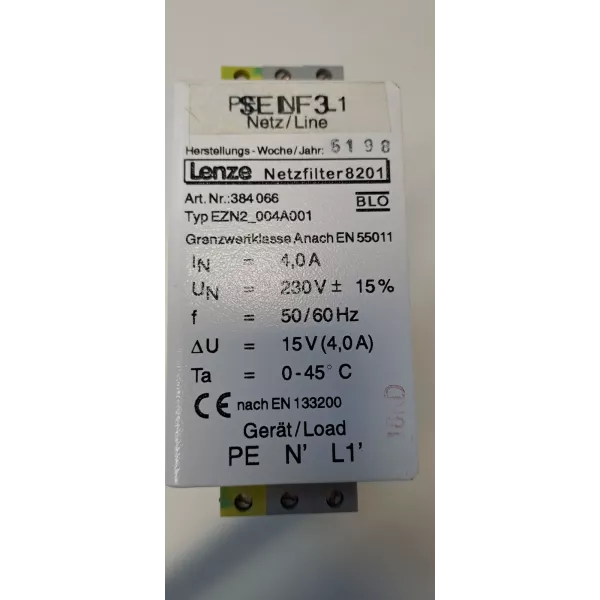 SELNF3 L1
Netz/Line
Herstellungs-Woche/Jahr: 5198
Lenze Netzfilter 8201
Art. Nr.:384 066
BLO
Typ EZN2_004A001
Grenzwertklasse A nach EN 55011
IN = 4,0 A
UN = 230 V ± 15 %
f = 50/60 Hz
ΔU = 15 V (4,0 A)
Ta = 0 - 45° C
CE nach EN 133200
Gerät/Load
PE N' L1'